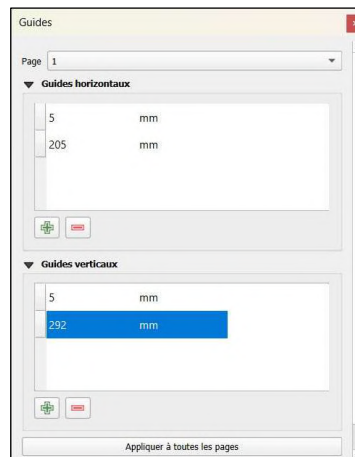 Guides
Page 1
Guides horizontaux
5 mm
205 mm
Guides verticaux
5 mm
292 mm
Appliquer à toutes les pages